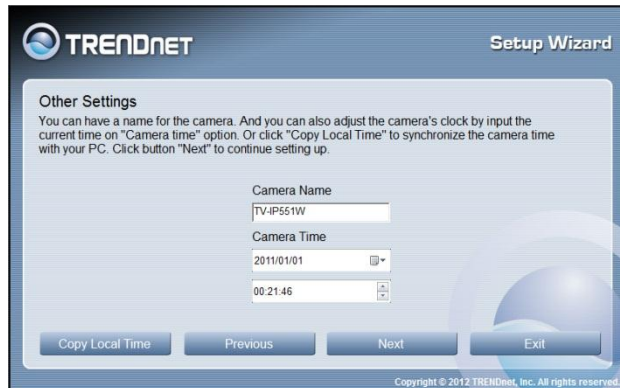 TRENDNET
Setup Wizard
Other Settings
You can have a name for the camera. And you can also adjust the camera's clock by input the
current time on "Camera time" option. Or click "Copy Local Time" to synchronize the camera time
with your PC. Click button "Next" to continue setting up.
Camera Name
TV-IP551W
Camera Time
2011/01/01
00:21:46
Copy Local Time
Previous
Next
Exit
Copyright © 2012 TRENDnet, Inc. All rights reserved.